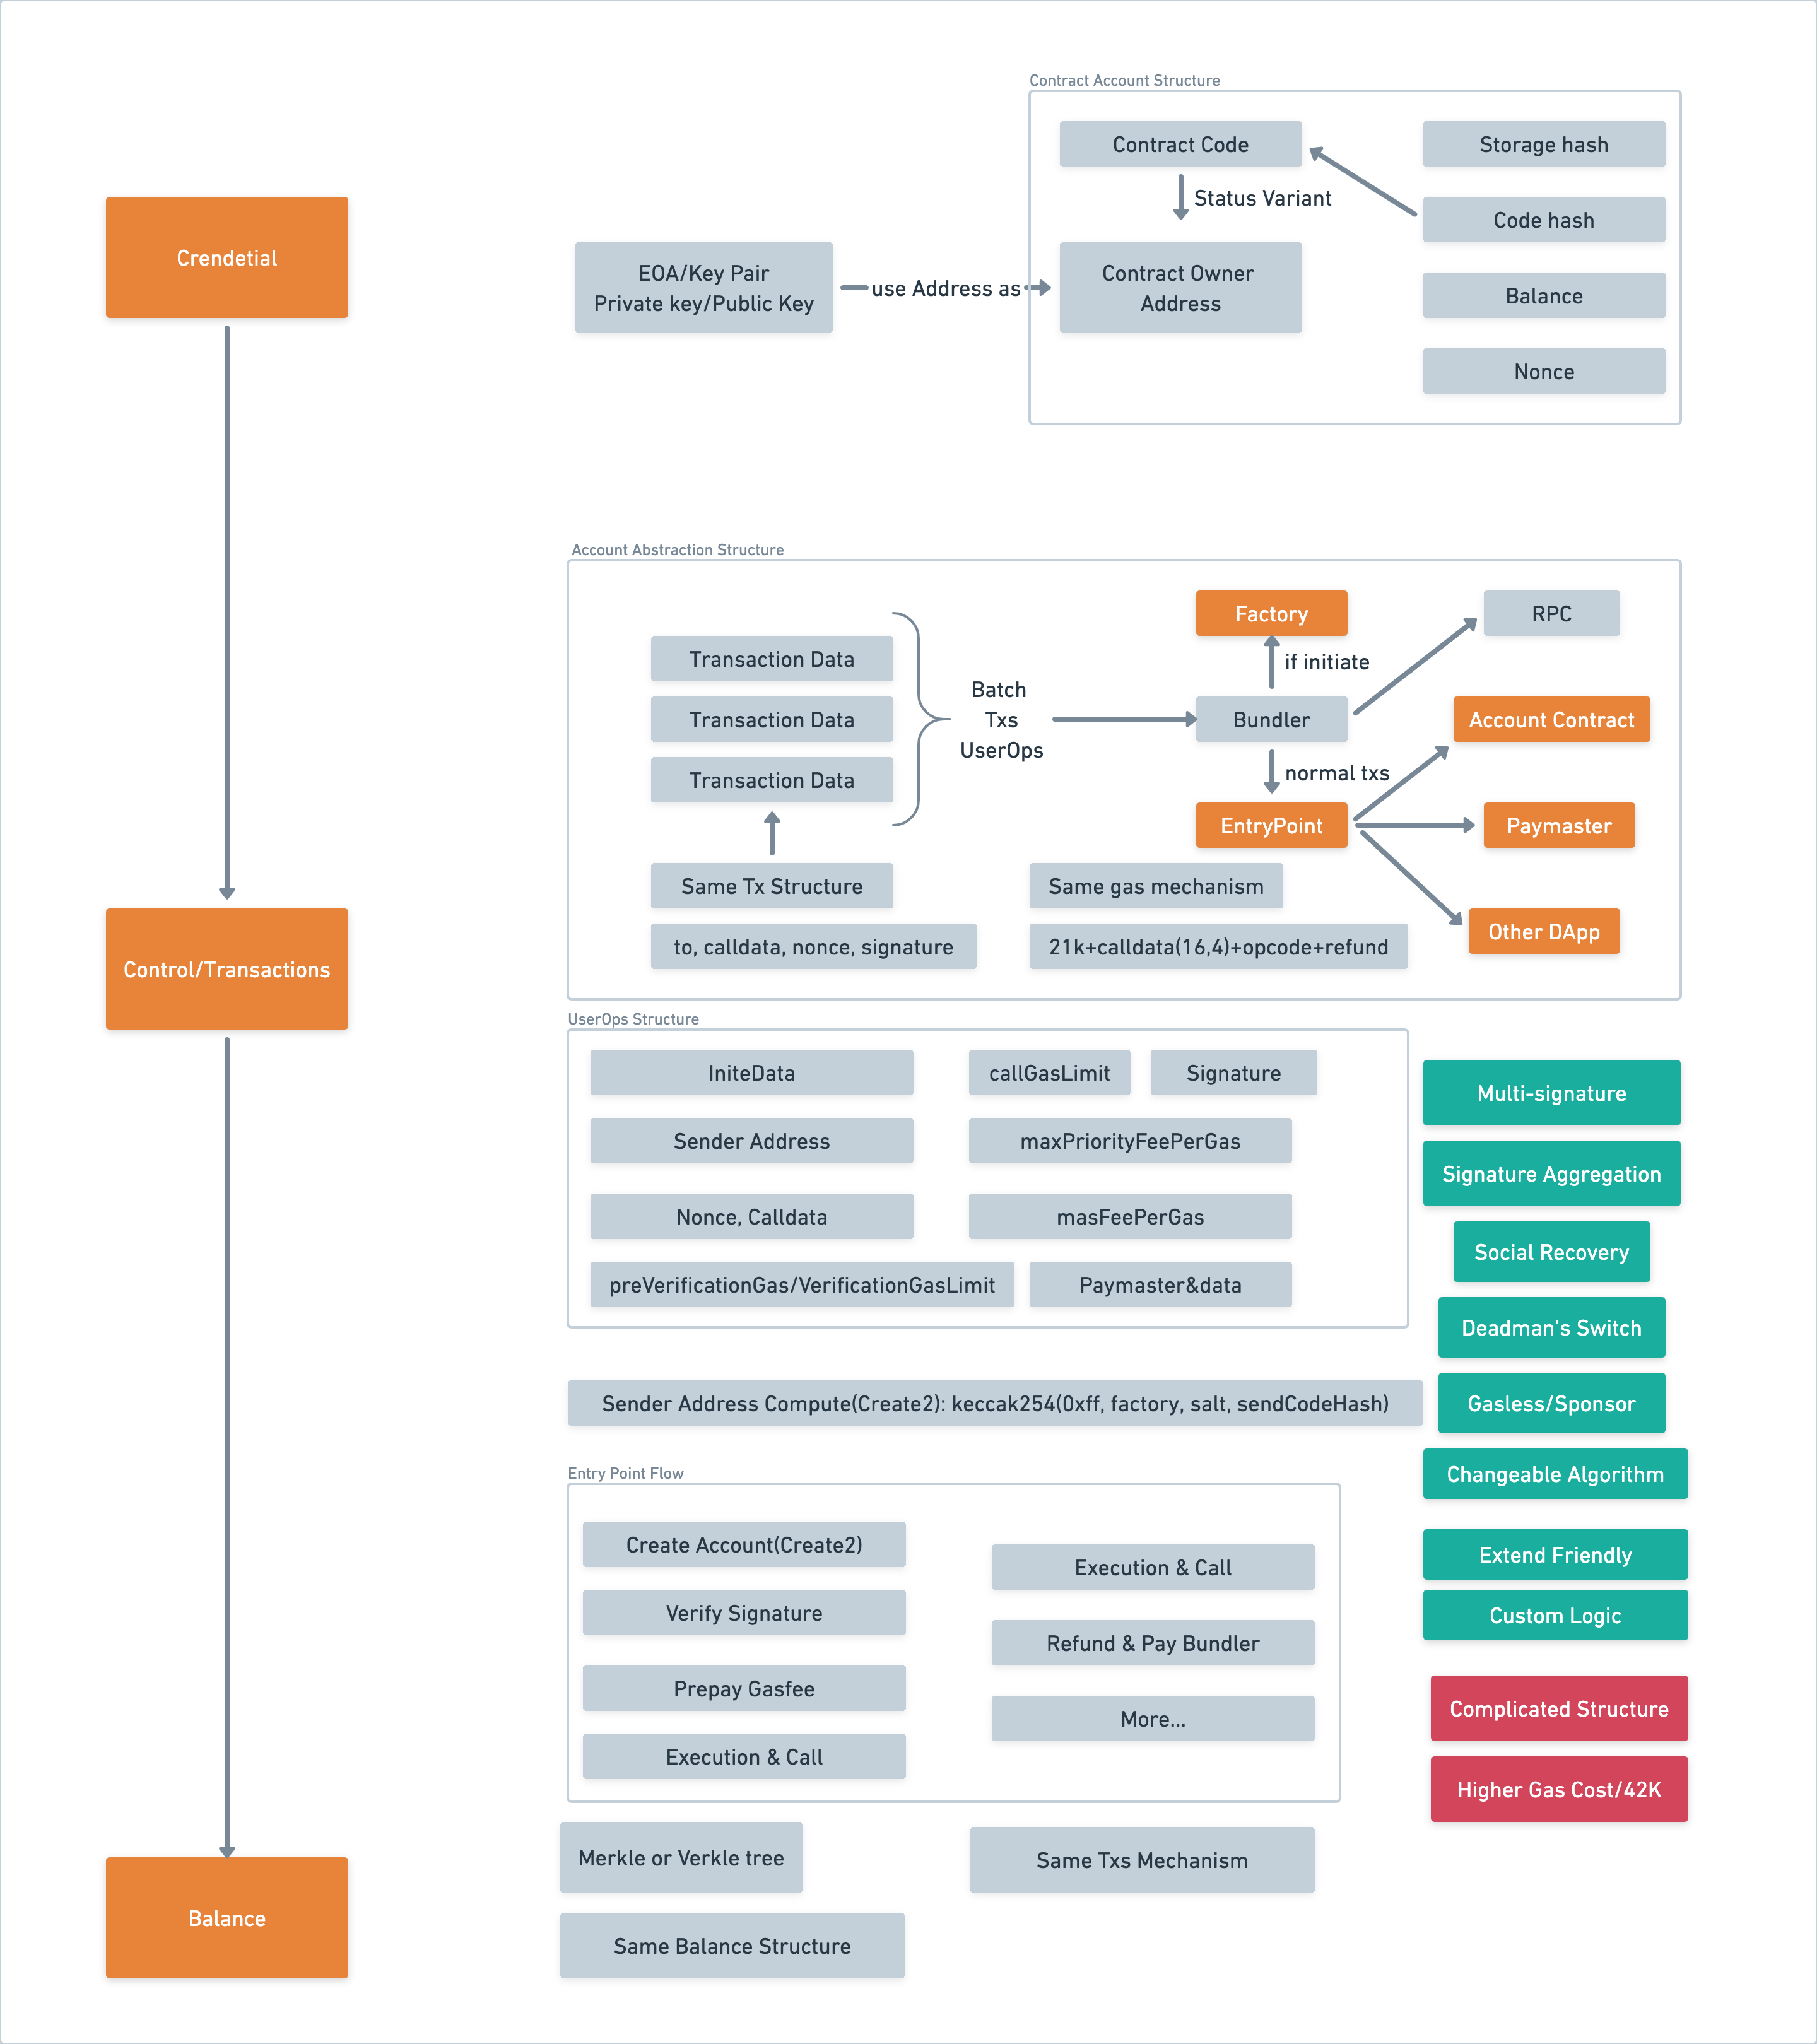 Contract Account Structure
Contract Code
Storage hash
Status Variant
Code hash
Crendetial
EOA/Key Pair
Private key/Public Key
use Address as
Contract Owner
Address
Balance
Nonce
Account Abstraction Structure
Factory
RPC
Transaction Data
if initiate
Transaction Data
Batch
Txs
UserOps
Bundler
Account Contract
Transaction Data
normal txs
EntryPoint
Paymaster
Same Tx Structure
Same gas mechanism
Other DApp
to, calldata, nonce, signature
21k+calldata(16,4)+opcode+refund
Control/Transactions
UserOps Structure
IniteData
callGasLimit
Signature
Sender Address
maxPriorityFeePerGas
Nonce, Calldata
masFeePerGas
preVerificationGas/VerificationGasLimit
Paymaster&data
Multi-signature
Signature Aggregation
Social Recovery
Deadman’s Switch
Sender Address Compute(Create2): keccak254(0xff, factory, salt, sendCodeHash)
Gasless/Sponsor
Changeable Algorithm
Extend Friendly
Custom Logic
Complicated Structure
Higher Gas Cost/42K
Entry Point Flow
Create Account(Create2)
Verify Signature
Prepay Gasfee
Execution & Call
Execution & Call
Refund & Pay Bundler
More...
Merkle or Verkle tree
Same Txs Mechanism
Balance
Same Balance Structure